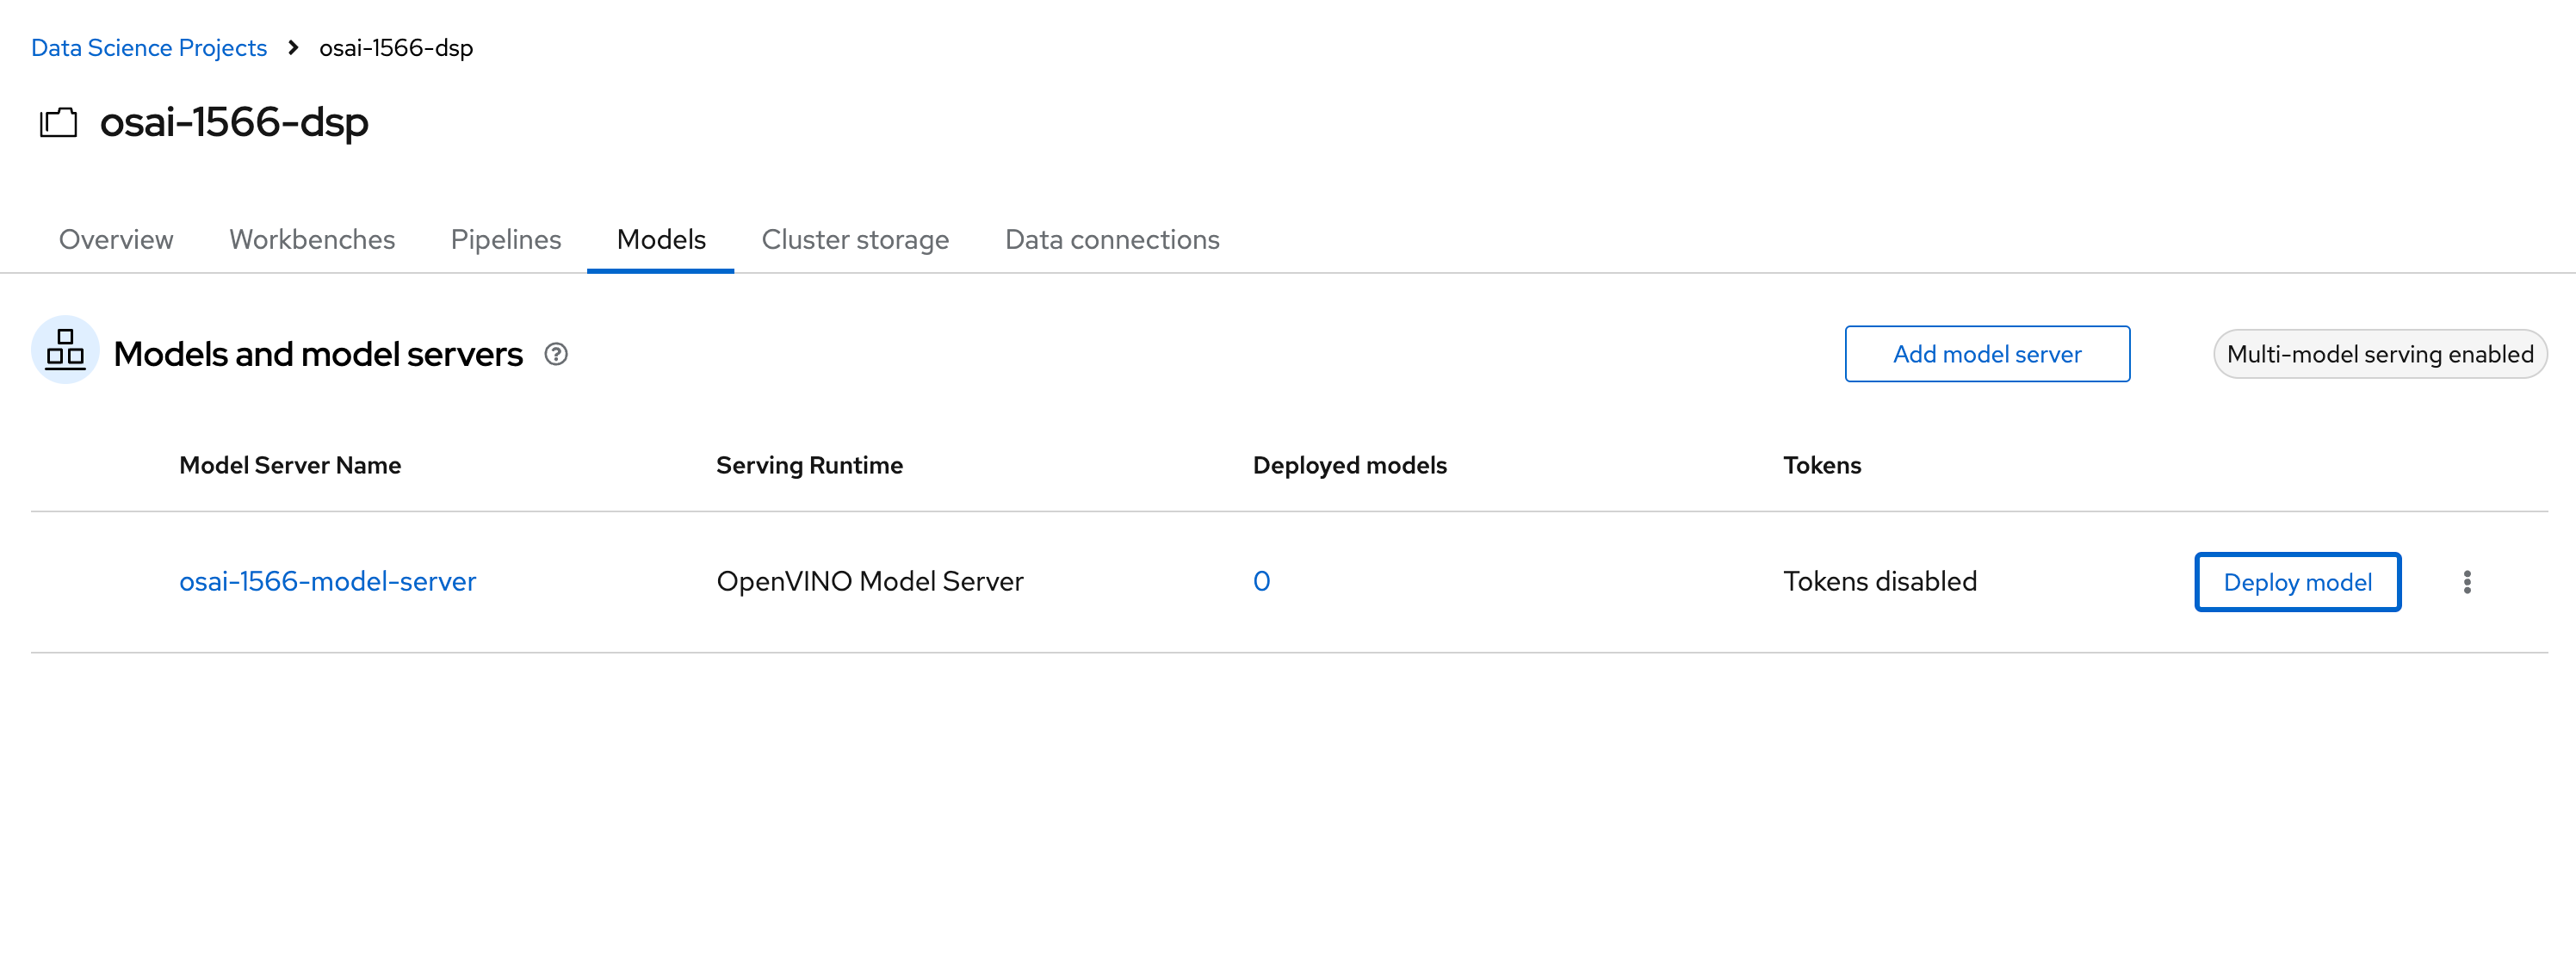 Data Science Projects > osai-1566-dsp
osai-1566-dsp
Overview Workbenches Pipelines Models Cluster storage Data connections
Models and model servers ? Add model server Multi-model serving enabled
Model Server Name Serving Runtime Deployed models Tokens
osai-1566-model-server OpenVINO Model Server 0 Tokens disabled Deploy model